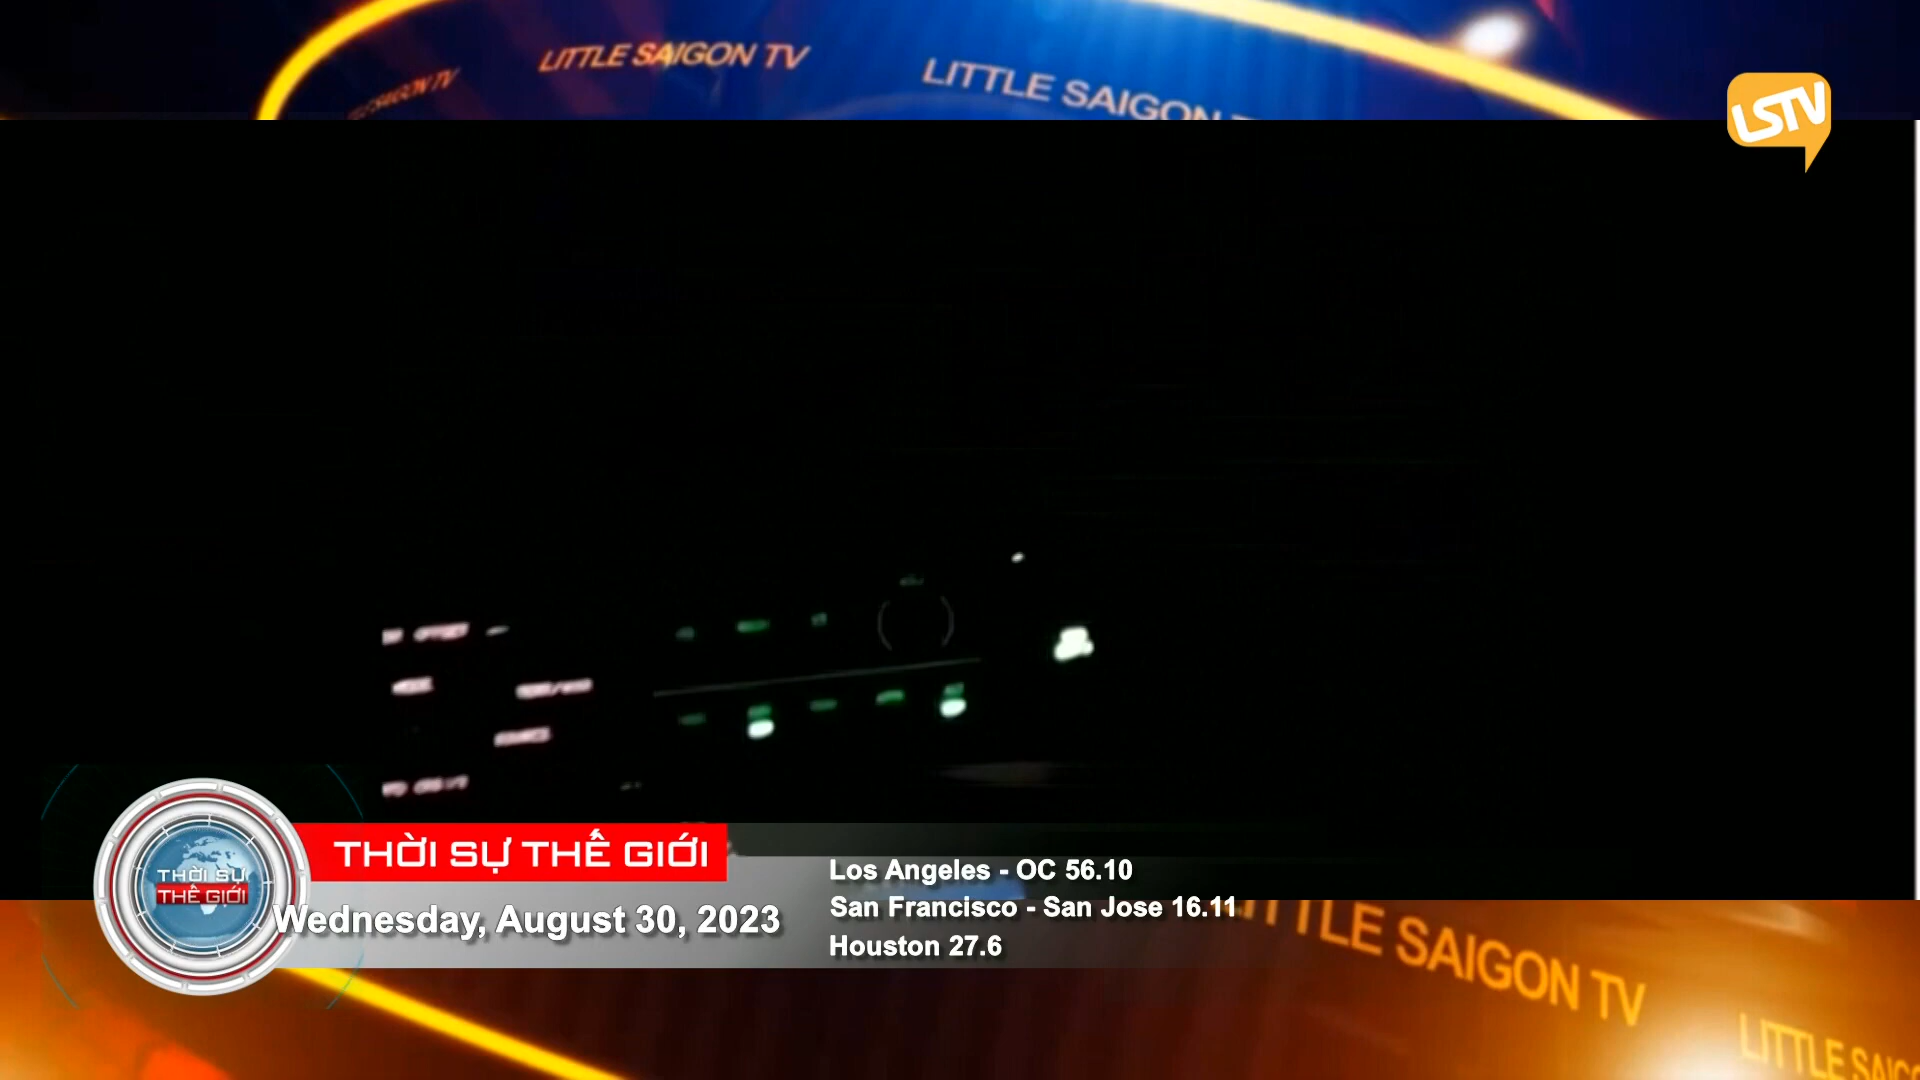 LITTLE SAIGON TV
LITTLE SAIGON
LSTV
THỜI SỰ THẾ GIỚI
THỜI SỰ
THẾ GIỚI
Wednesday, August 30, 2023
Los Angeles - OC 56.10
San Francisco - San Jose 16.11
Houston 27.6
LITTLE SAIGON TV
LITTLE